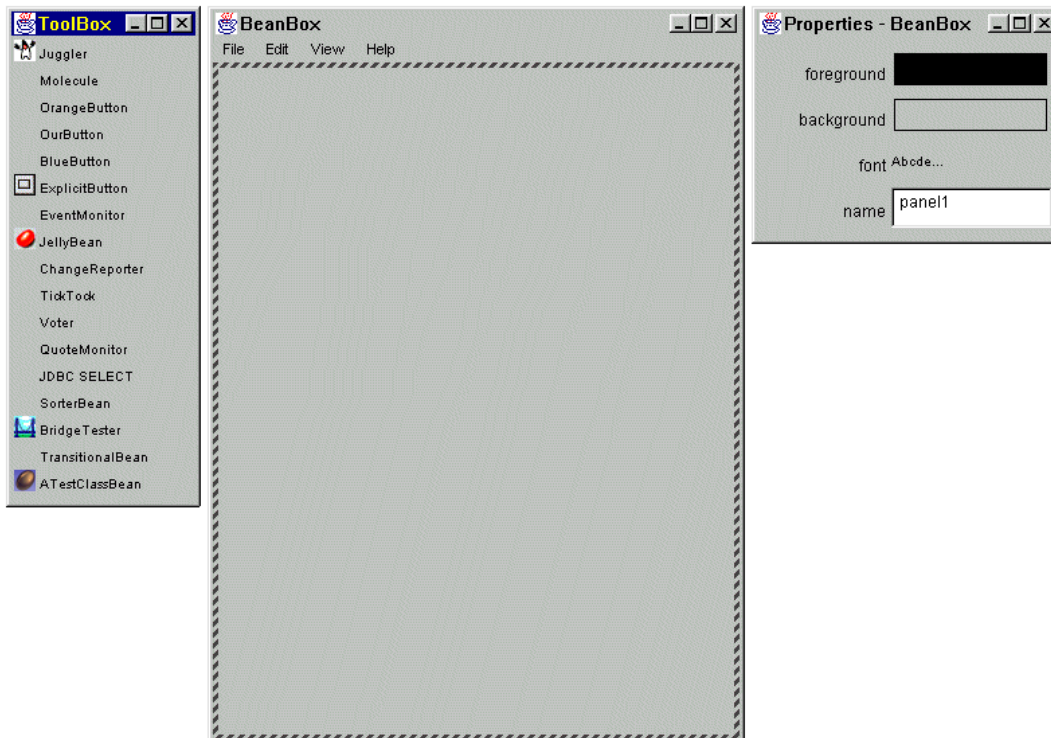 ToolBox
Juggler
Molecule
OrangeButton
OurButton
BlueButton
ExplicitButton
EventMonitor
JellyBean
ChangeReporter
TickTock
Voter
QuoteMonitor
JDBC SELECT
SorterBean
BridgeTester
TransitionalBean
ATestClassBean
BeanBox
File Edit View Help
Properties - BeanBox
foreground
background
font Abcde...
name panel1